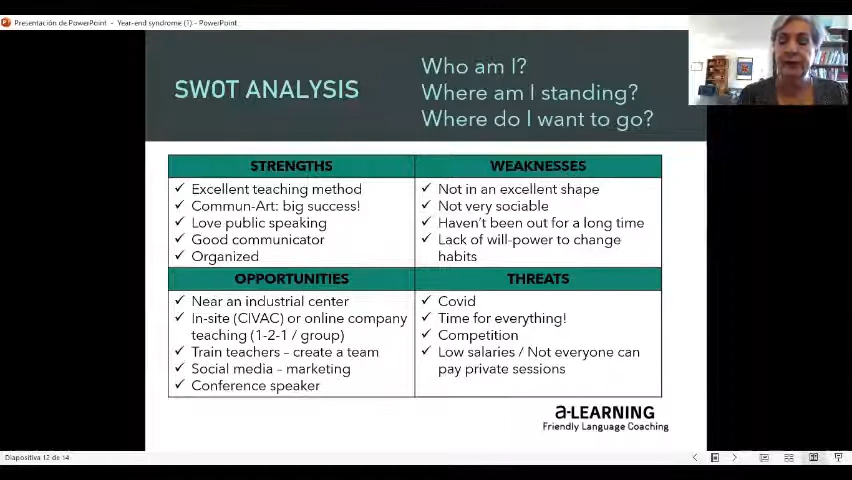 Presentación de PowerPoint - Year-end syndrome (1) - PowerPoint
SWOT ANALYSIS
Who am I?
Where am I standing?
Where do I want to go?
STRENGTHS
✓ Excellent teaching method
✓ Commun-Art: big success!
✓ Love public speaking
✓ Good communicator
✓ Organized
WEAKNESSES
✓ Not in an excellent shape
✓ Not very sociable
✓ Haven't been out for a long time
✓ Lack of will-power to change
habits
OPPORTUNITIES
✓ Near an industrial center
✓ In-site (CIVAC) or online company
teaching (1-2-1 / group)
✓ Train teachers – create a team
✓ Social media – marketing
✓ Conference speaker
THREATS
✓ Covid
✓ Time for everything!
✓ Competition
✓ Low salaries / Not everyone can
pay private sessions
a-LEARNING
Friendly Language Coaching
Diapositiva 12 de 14